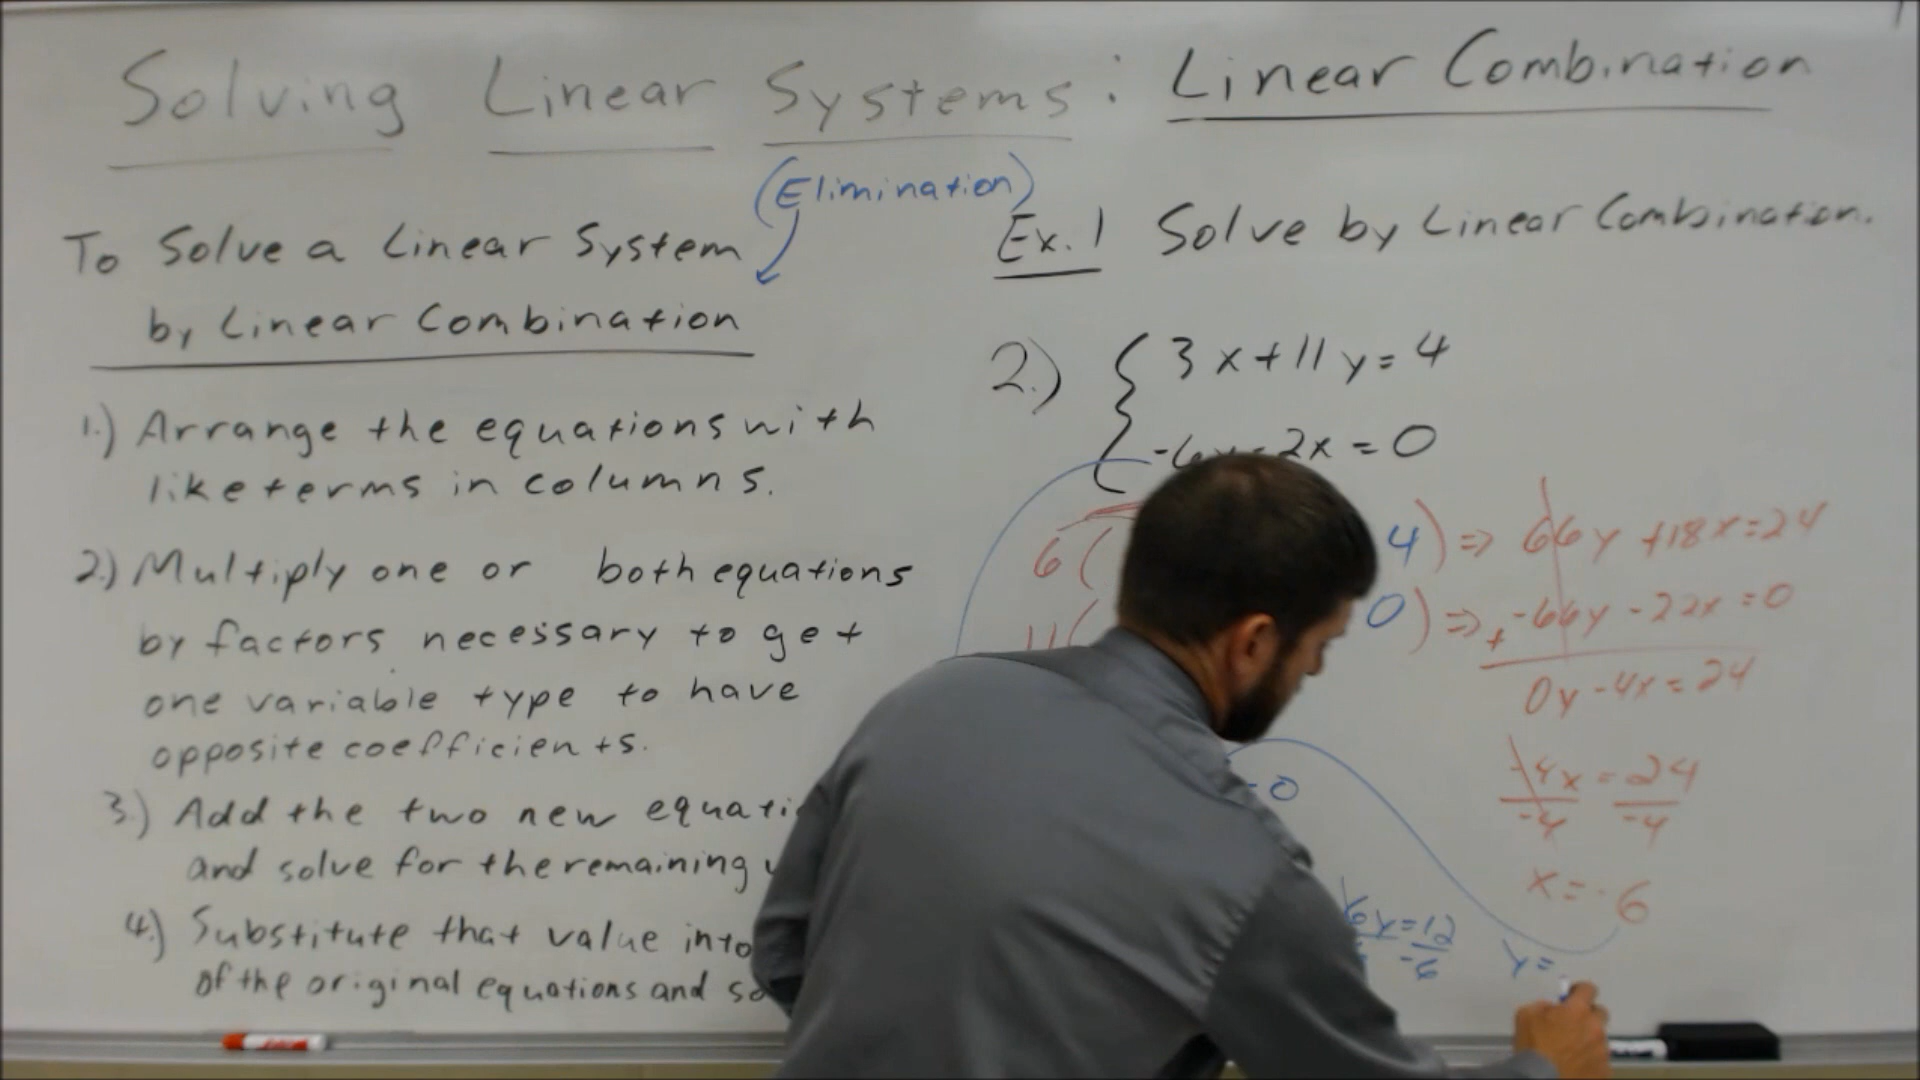 Solving Linear Systems: Linear Combination
(Elimination)
To Solve a Linear System
by Linear Combination
1.) Arrange the equations with
like terms in columns.
2.) Multiply one or both equations
by factors necessary to get
one variable type to have
opposite coefficients.
3.) Add the two new
and solve for the remaining
4.) Substitute that value into
of the original equations and
Ex. 1 Solve by Linear Combination.
2.) { 3x+11y=4
-6y-2x=0
6( 4) => 66y+18x=24
11( 0) => + -66y-22x=0
0y-4x=24
-4x=24
-4 -4
x=-6
0
6y=12
-6
y=